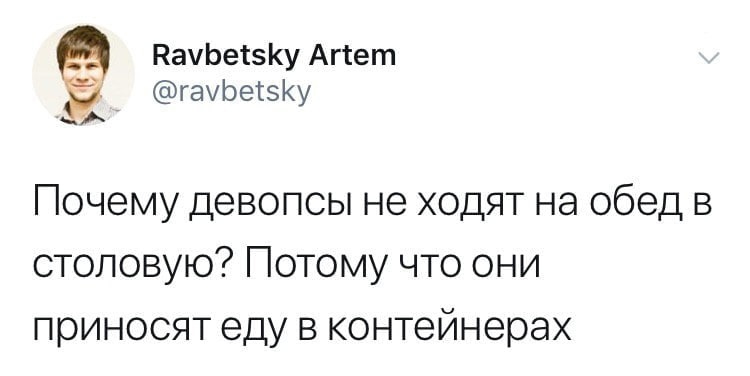 Ravbetsky Artem
@ravbetsky
Почему девопсы не ходят на обед в
столовую? Потому что они
приносят еду в контейнерах